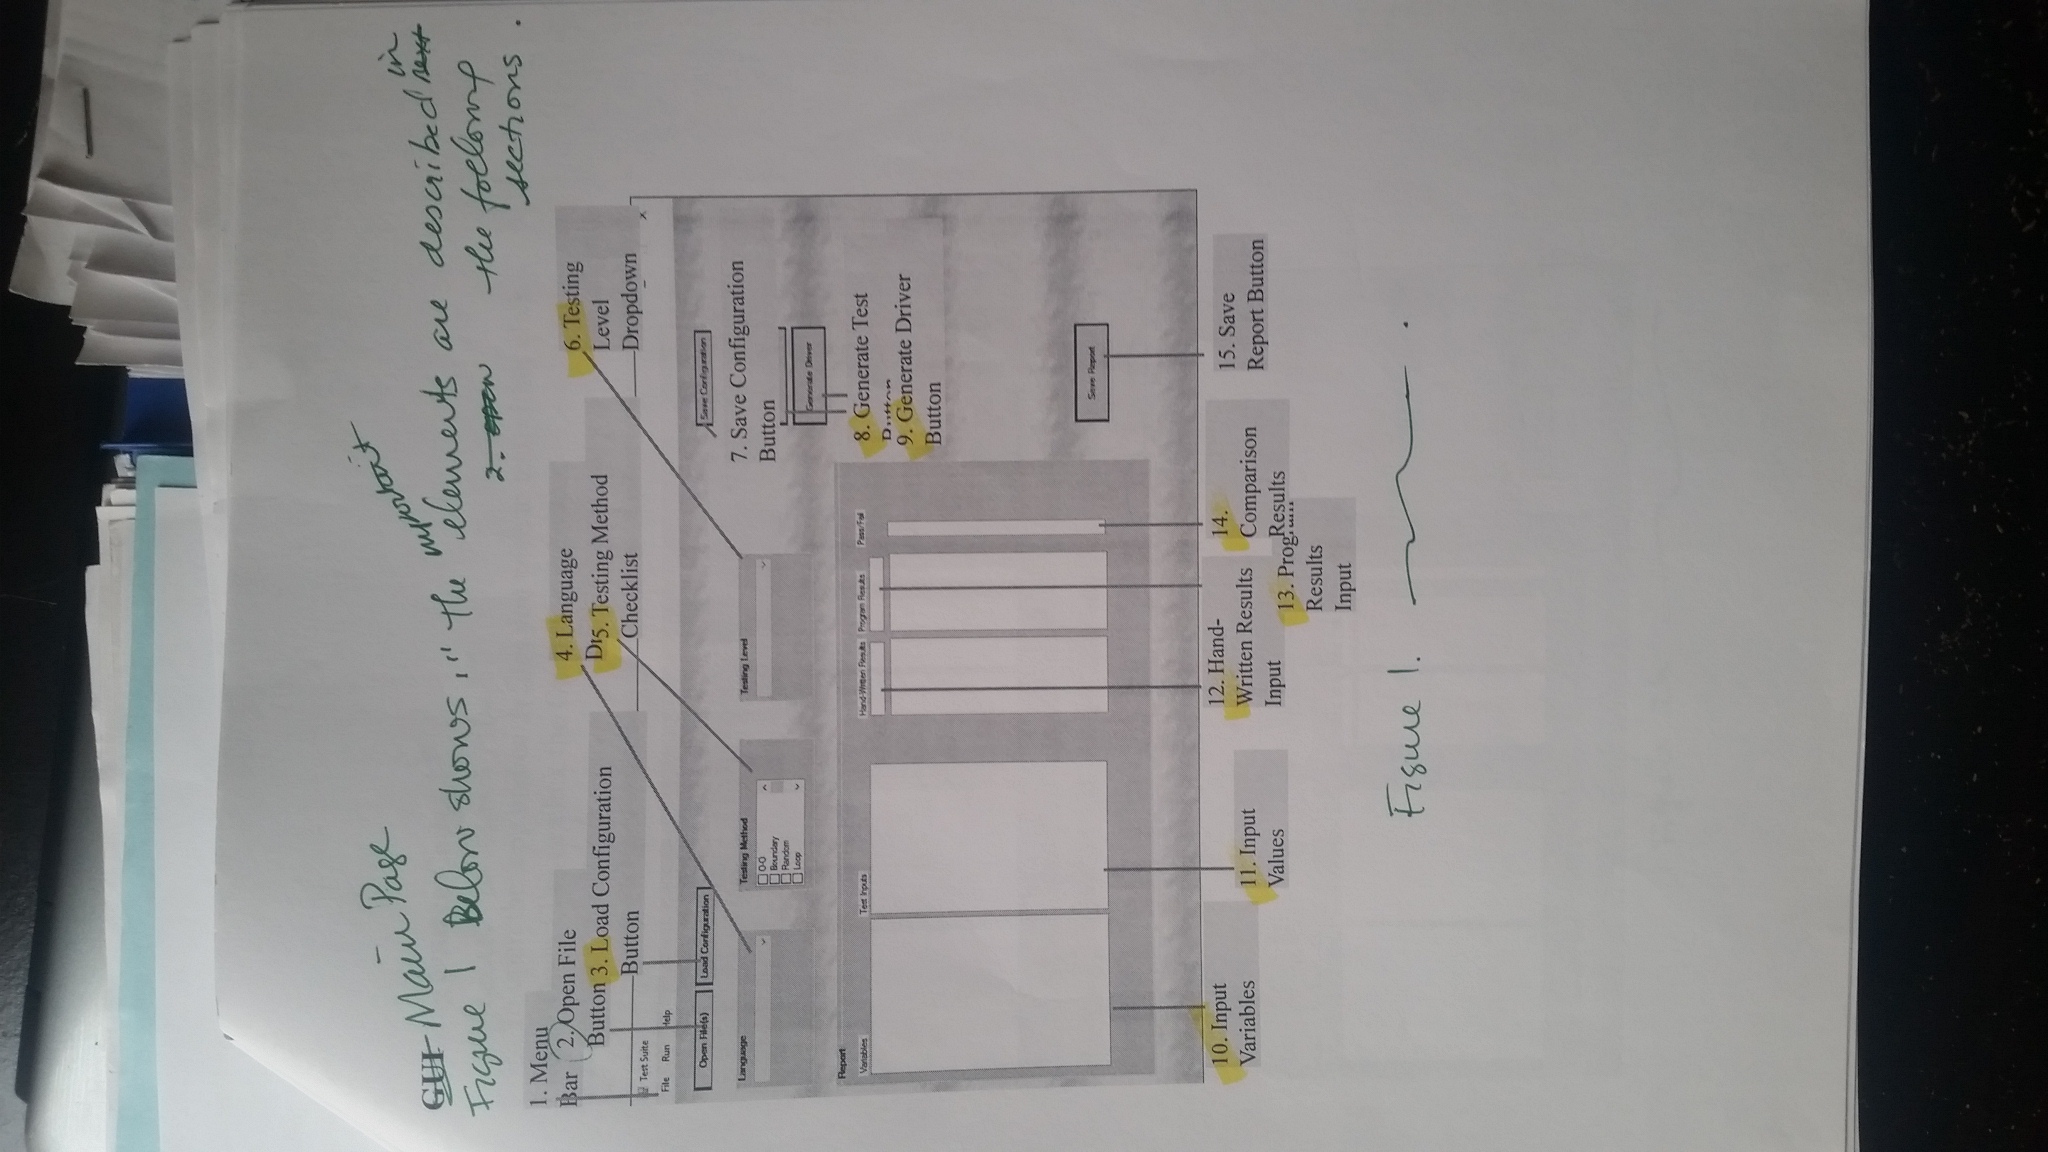 GUI Main Page
Figure 1 Below shows, " the important elements are described in next
2. open the following
sections.
1. Menu
Bar
2. Open File
Button
3. Load Configuration
Button
4. Language
5. Testing Method
Checklist
6. Testing
Level
Dropdown
Test Suite
x
File Run Help
Open File(s) Load Configuration Save Configuration
7. Save Configuration
Button
Language Testing Method Testing Level
O-O
Boundary
Random
Loop
Generate Driver
8. Generate Test
Button
9. Generate Driver
Button
Report
Variables Test Inputs Hand-Written Results Program Results Pass/Fail
Save Report
10. Input
Variables
11. Input
Values
12. Hand-
Written Results
Input
13. Program
Results
Input
14.
Comparison
Results
15. Save
Report Button
Figure 1.